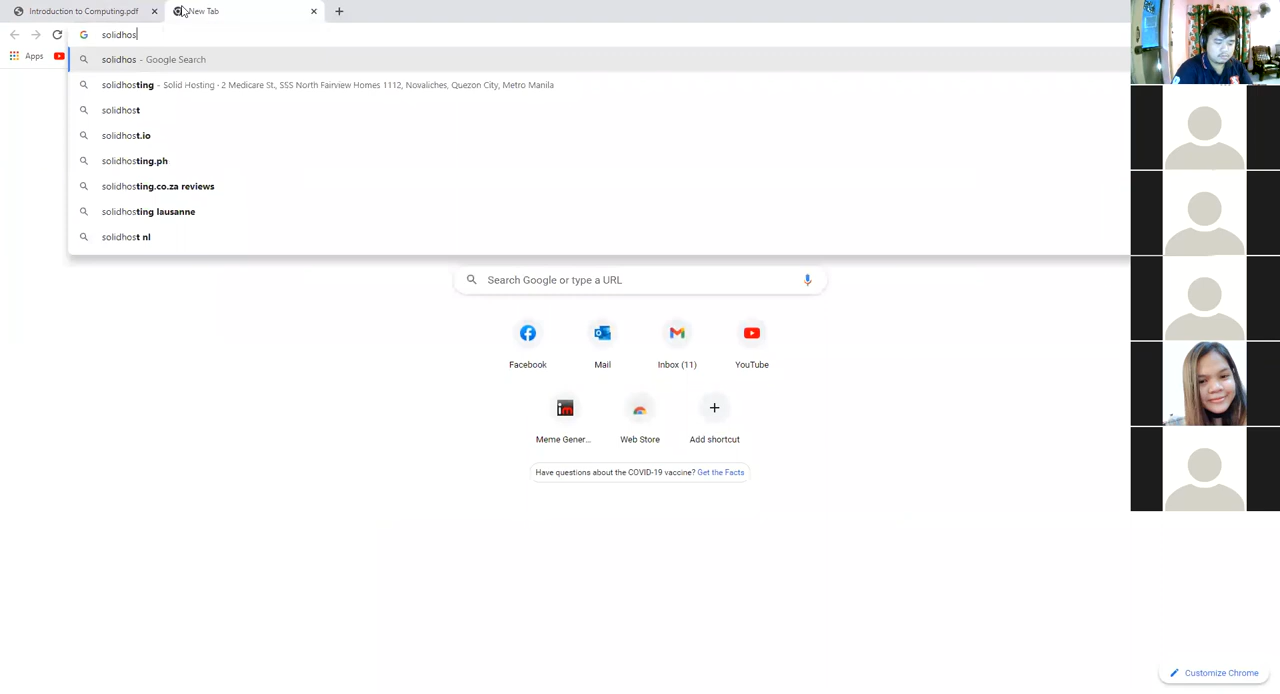 Introduction to Computing.pdf
New Tab
solidhos
Apps
solidhos - Google Search
solidhosting - Solid Hosting · 2 Medicare St., SSS North Fairview Homes 1112, Novaliches, Quezon City, Metro Manila
solidhost
solidhost.io
solidhosting.ph
solidhosting.co.za reviews
solidhosting lausanne
solidhost nl
Search Google or type a URL
Facebook
Mail
Inbox (11)
YouTube
im
Meme Gener...
Web Store
Add shortcut
Have questions about the COVID-19 vaccine? Get the Facts
Customize Chrome